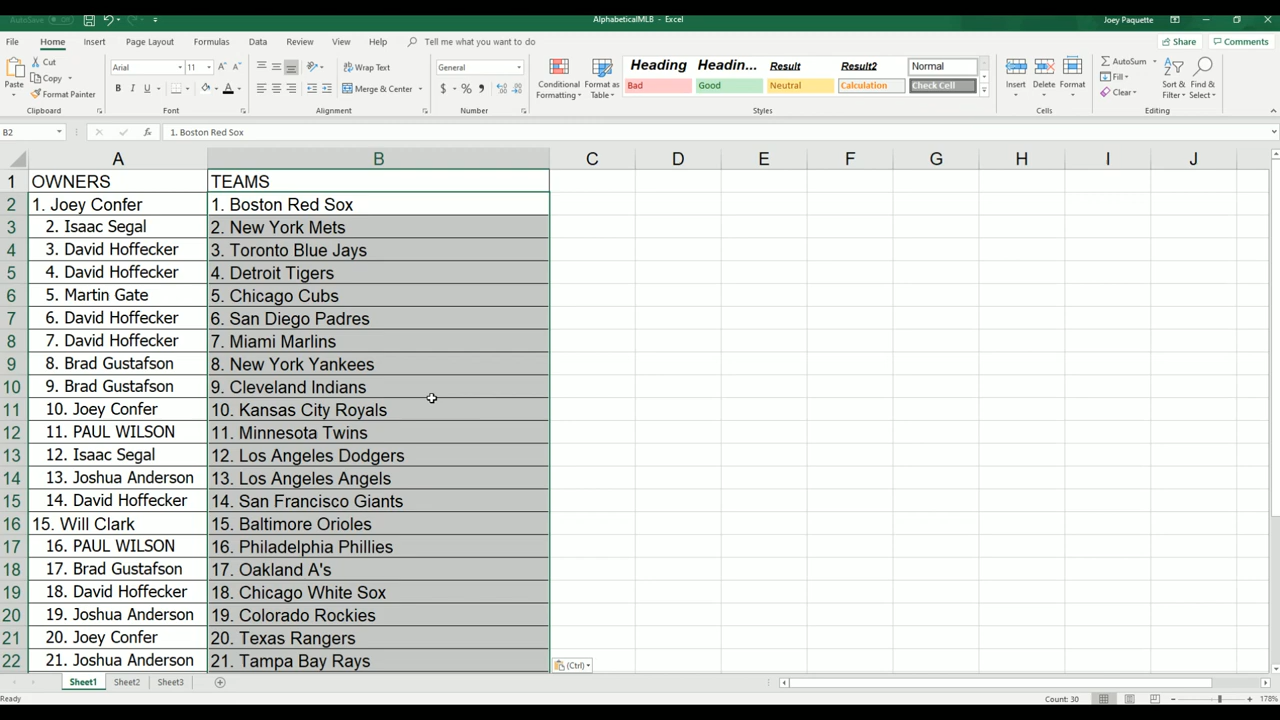 AutoSave Off AlphabeticalMLB - Excel Joey Paquette
File Home Insert Page Layout Formulas Data Review View Help Tell me what you want to do Share Comments
Paste Cut Copy Format Painter Clipboard
Arial 11 B I U A A A Font
Wrap Text Merge & Center Alignment
General $ % , Number
Conditional Formatting Format as Table
Heading Headin... Result Result2 Normal
Bad Good Neutral Calculation Check Cell
Styles
Insert Delete Format Cells
AutoSum Fill Clear Sort & Filter Find & Select Editing
B2 fx 1. Boston Red Sox
A B C D E F G H I J
1 OWNERS TEAMS
2 1. Joey Confer 1. Boston Red Sox
3 2. Isaac Segal 2. New York Mets
4 3. David Hoffecker 3. Toronto Blue Jays
5 4. David Hoffecker 4. Detroit Tigers
6 5. Martin Gate 5. Chicago Cubs
7 6. David Hoffecker 6. San Diego Padres
8 7. David Hoffecker 7. Miami Marlins
9 8. Brad Gustafson 8. New York Yankees
10 9. Brad Gustafson 9. Cleveland Indians
11 10. Joey Confer 10. Kansas City Royals
12 11. PAUL WILSON 11. Minnesota Twins
13 12. Isaac Segal 12. Los Angeles Dodgers
14 13. Joshua Anderson 13. Los Angeles Angels
15 14. David Hoffecker 14. San Francisco Giants
16 15. Will Clark 15. Baltimore Orioles
17 16. PAUL WILSON 16. Philadelphia Phillies
18 17. Brad Gustafson 17. Oakland A's
19 18. David Hoffecker 18. Chicago White Sox
20 19. Joshua Anderson 19. Colorado Rockies
21 20. Joey Confer 20. Texas Rangers
22 21. Joshua Anderson 21. Tampa Bay Rays
(Ctrl)
Sheet1 Sheet2 Sheet3
Ready Count: 30 178%